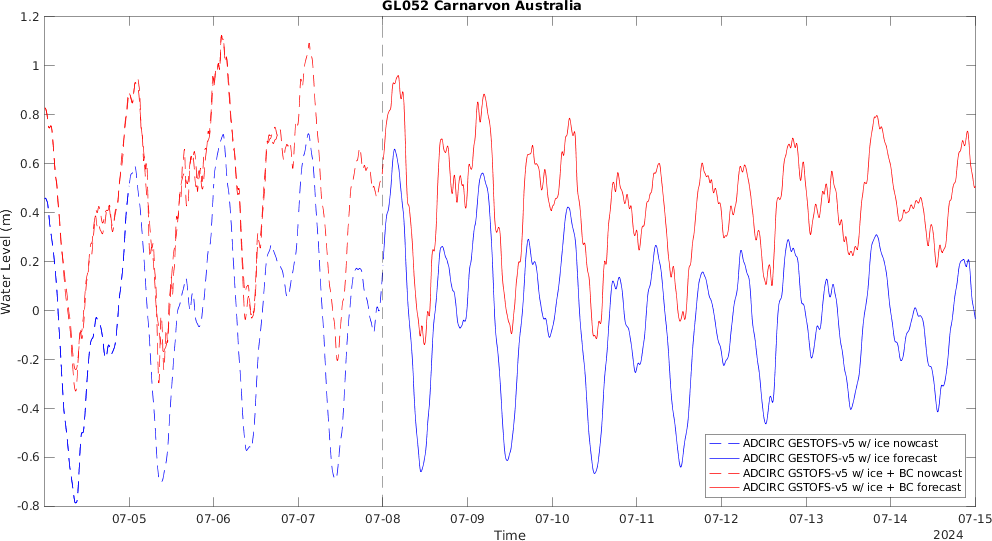 GL052 Carnarvon Australia
Water Level (m)
1.2
1
0.8
0.6
0.4
0.2
0
-0.2
-0.4
-0.6
-0.8
ADCIRC GESTOFS-v5 w/ ice nowcast
ADCIRC GESTOFS-v5 w/ ice forecast
ADCIRC GSTOFS-v5 w/ ice + BC nowcast
ADCIRC GSTOFS-v5 w/ ice + BC forecast
07-05 07-06 07-07 07-08 07-09 07-10 07-11 07-12 07-13 07-14 07-15
Time
2024